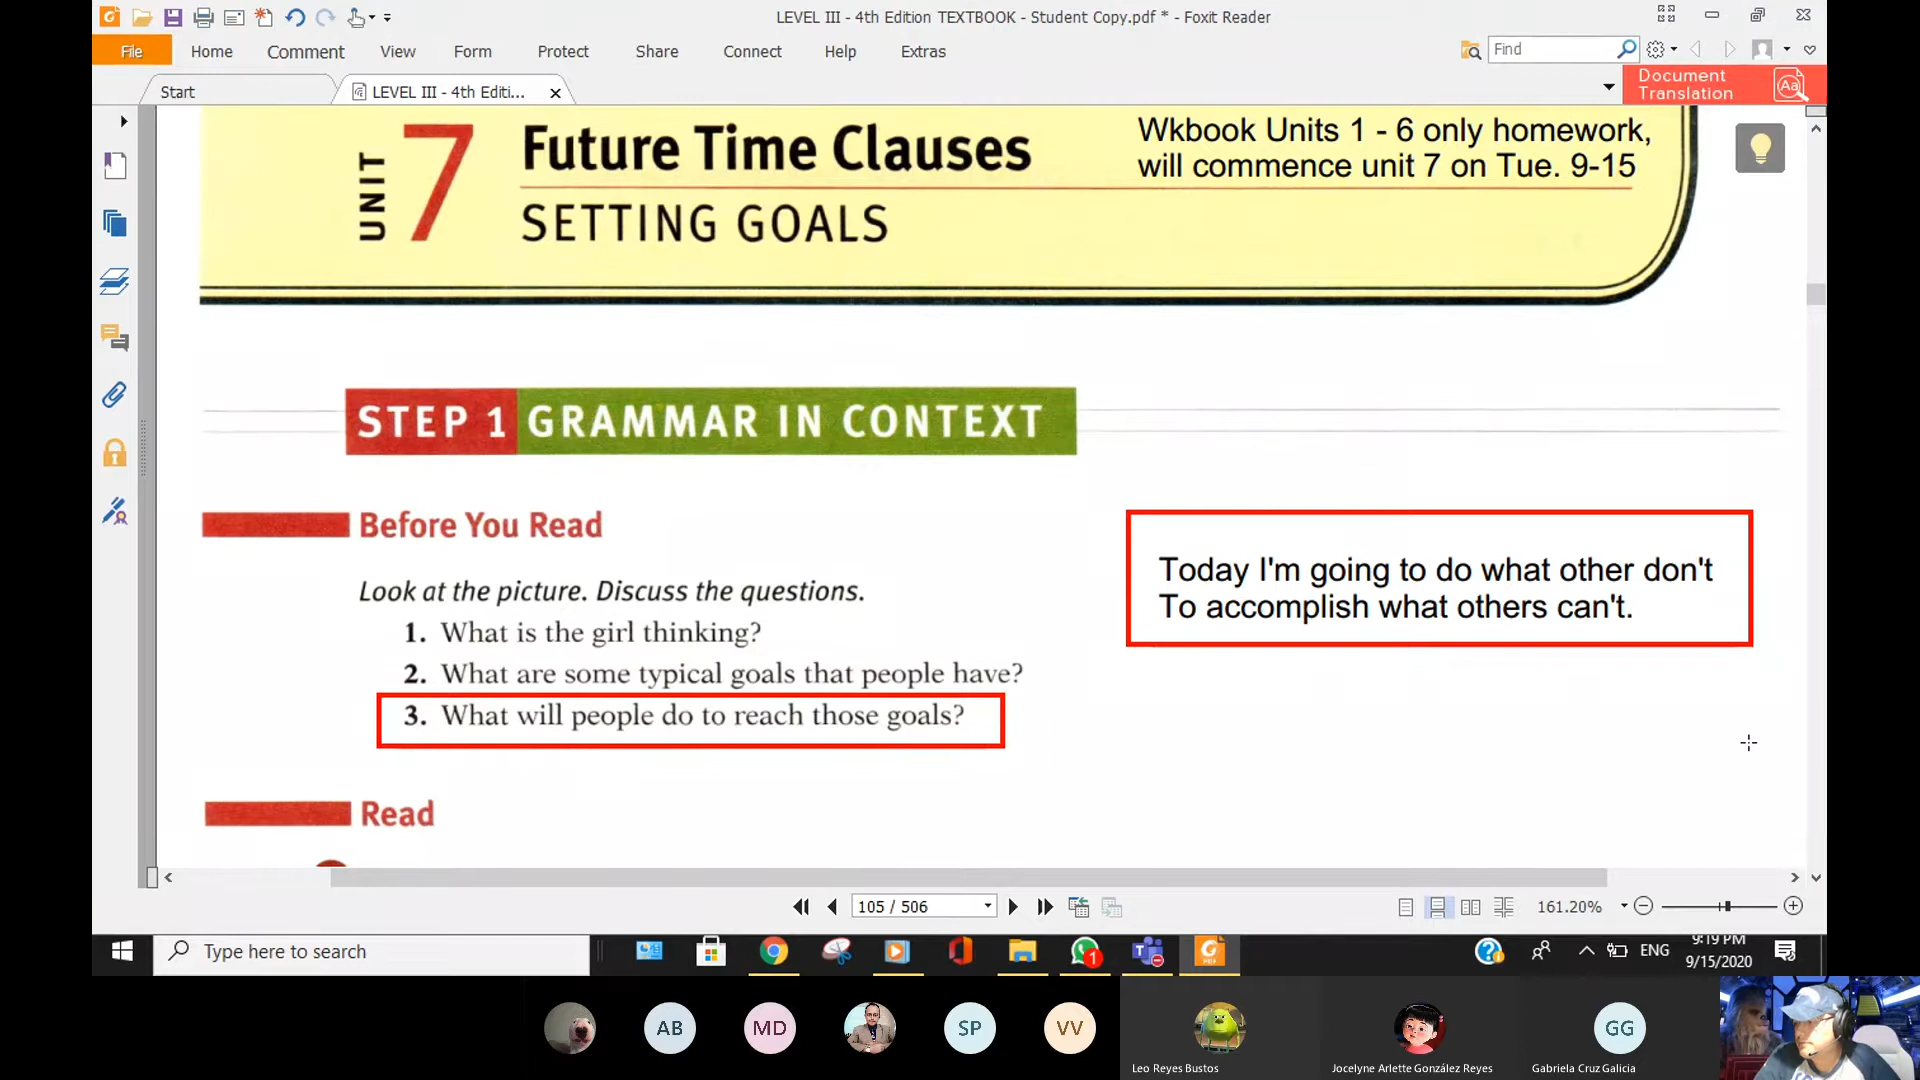 LEVEL III - 4th Edition TEXTBOOK - Student Copy.pdf * - Foxit Reader
File Home Comment View Form Protect Share Connect Help Extras
Find
Start
LEVEL III - 4th Editi...
Document
Translation
UNIT 7
Future Time Clauses
SETTING GOALS
Wkbook Units 1 - 6 only homework,
will commence unit 7 on Tue. 9-15
STEP 1 GRAMMAR IN CONTEXT
Before You Read
Look at the picture. Discuss the questions.
1. What is the girl thinking?
2. What are some typical goals that people have?
3. What will people do to reach those goals?
Today I'm going to do what other don't
To accomplish what others can't.
Read
105 / 506
161.20%
Type here to search
1
ENG
9:19 PM
9/15/2020
AB
MD
SP
VV
GG
Leo Reyes Bustos
Jocelyne Arlette González Reyes
Gabriela Cruz Galicia